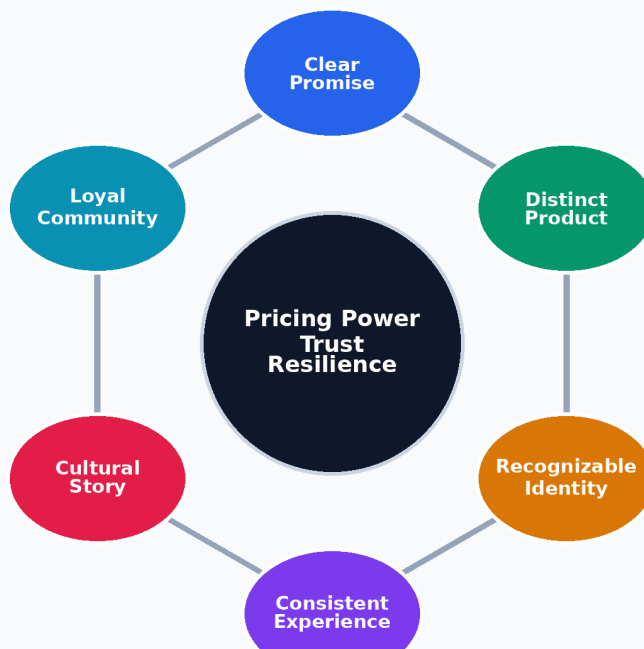 Clear
Promise
Loyal
Community
Distinct
Product
Pricing Power
Trust
Resilience
Cultural
Story
Recognizable
Identity
Consistent
Experience